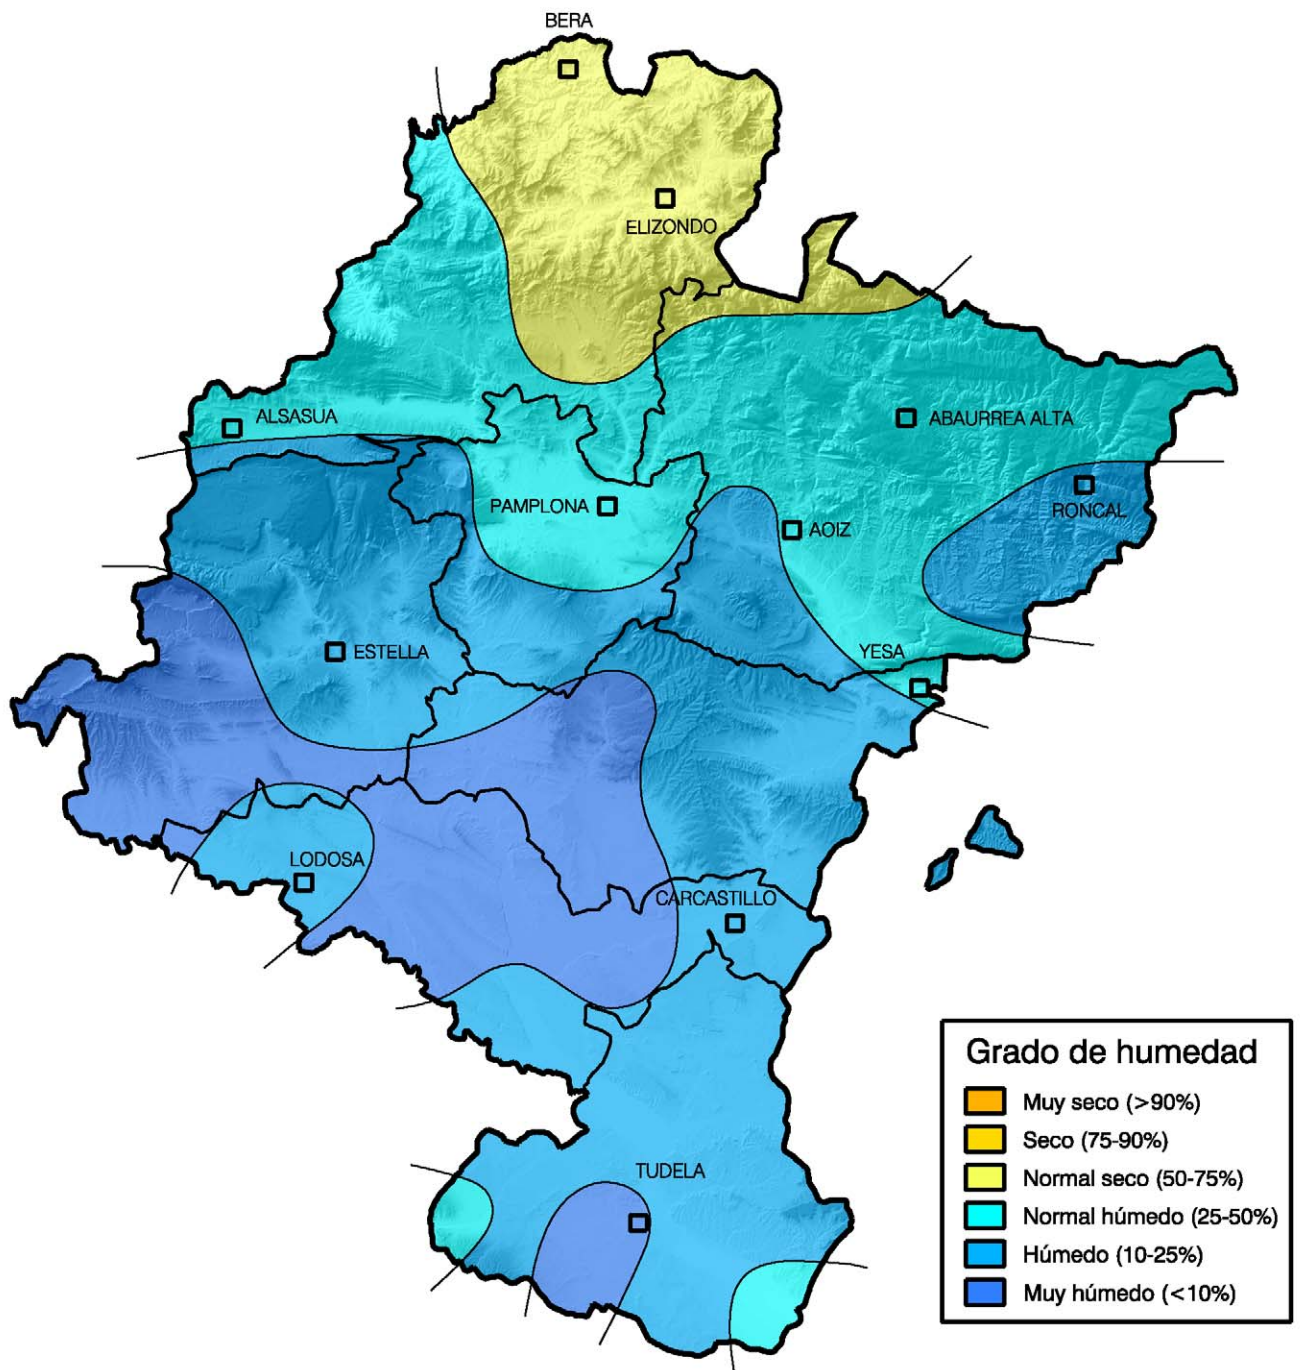 BERA
ELIZONDO
ALSASUA
ABAURREA ALTA
PAMPLONA
RONCAL
AOIZ
ESTELLA
YESA
LODOSA
CARCASTILLO
TUDELA
Grado de humedad
Muy seco (>90%)
Seco (75-90%)
Normal seco (50-75%)
Normal húmedo (25-50%)
Húmedo (10-25%)
Muy húmedo (<10%)